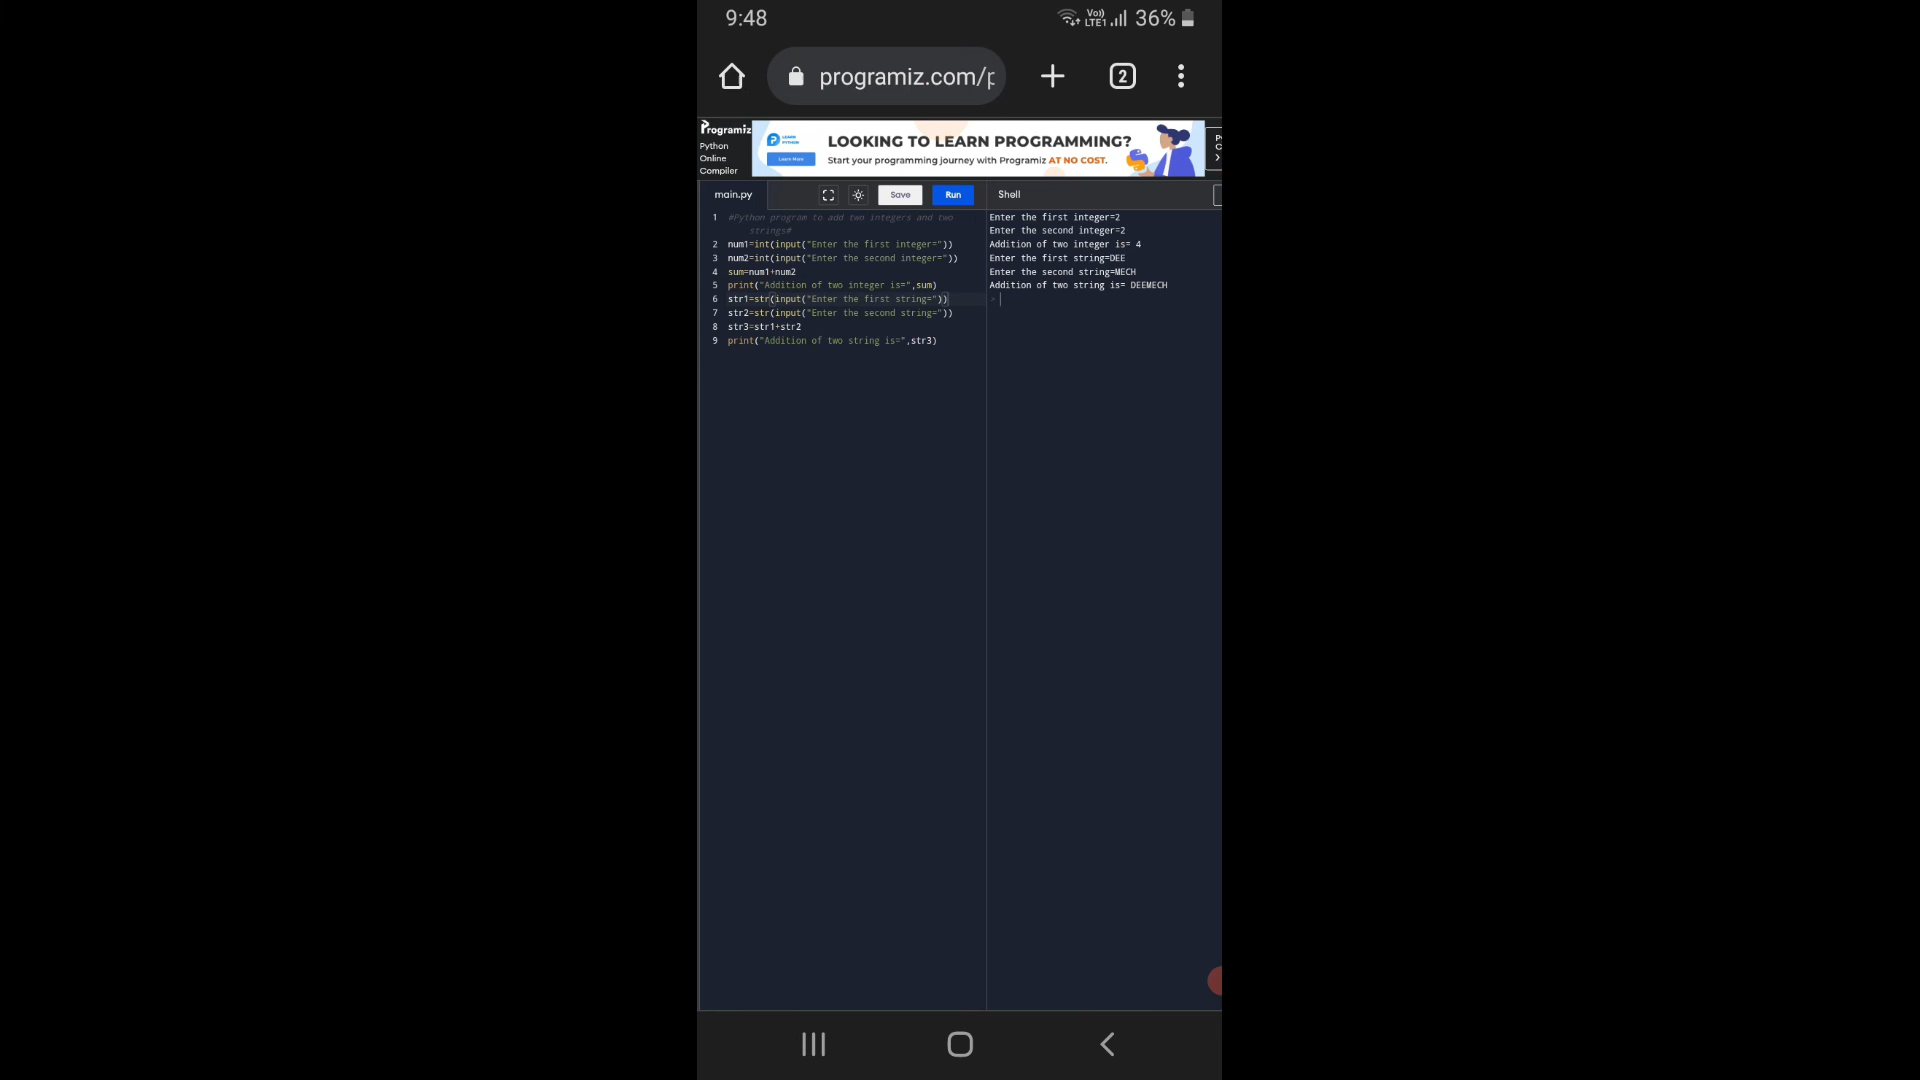 9:48
Vo)) LTE1 36%
programiz.com/p
2
Programiz
Python Online Compiler
LEARN PYTHON
Learn More
LOOKING TO LEARN PROGRAMMING?
Start your programming journey with Programiz AT NO COST.
main.py
Save
Run
Shell
1 #Python program to add two integers and two
strings#
2 num1=int(input("Enter the first integer="))
3 num2=int(input("Enter the second integer="))
4 sum=num1+num2
5 print("Addition of two integer is=",sum)
6 str1=str(input("Enter the first string="))
7 str2=str(input("Enter the second string="))
8 str3=str1+str2
9 print("Addition of two string is=",str3)
Enter the first integer=2
Enter the second integer=2
Addition of two integer is= 4
Enter the first string=DEE
Enter the second string=MECH
Addition of two string is= DEEMECH
>